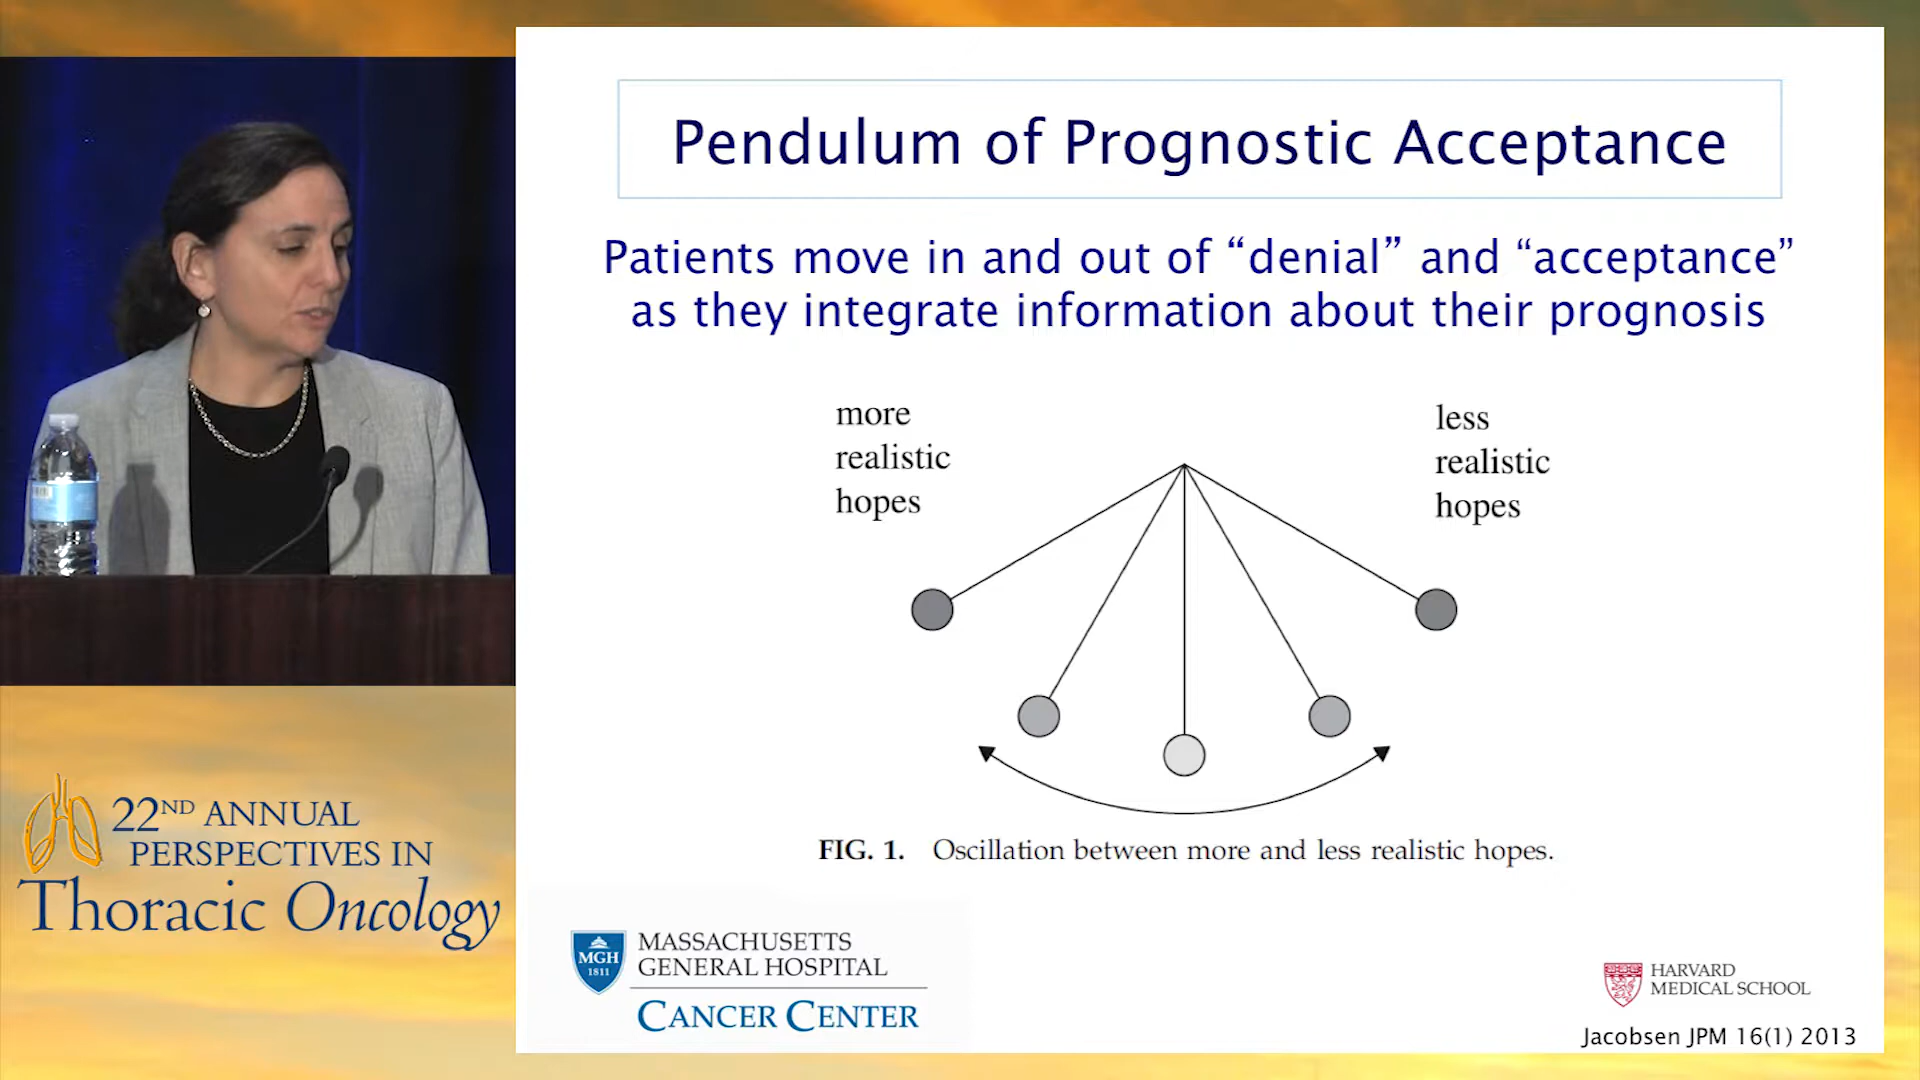 Pendulum of Prognostic Acceptance
Patients move in and out of “denial” and “acceptance”
as they integrate information about their prognosis
more
realistic
hopes
less
realistic
hopes
FIG. 1. Oscillation between more and less realistic hopes.
MGH
1811
MASSACHUSETTS
GENERAL HOSPITAL
CANCER CENTER
HARVARD
MEDICAL SCHOOL
Jacobsen JPM 16(1) 2013
22ND ANNUAL
PERSPECTIVES IN
Thoracic Oncology